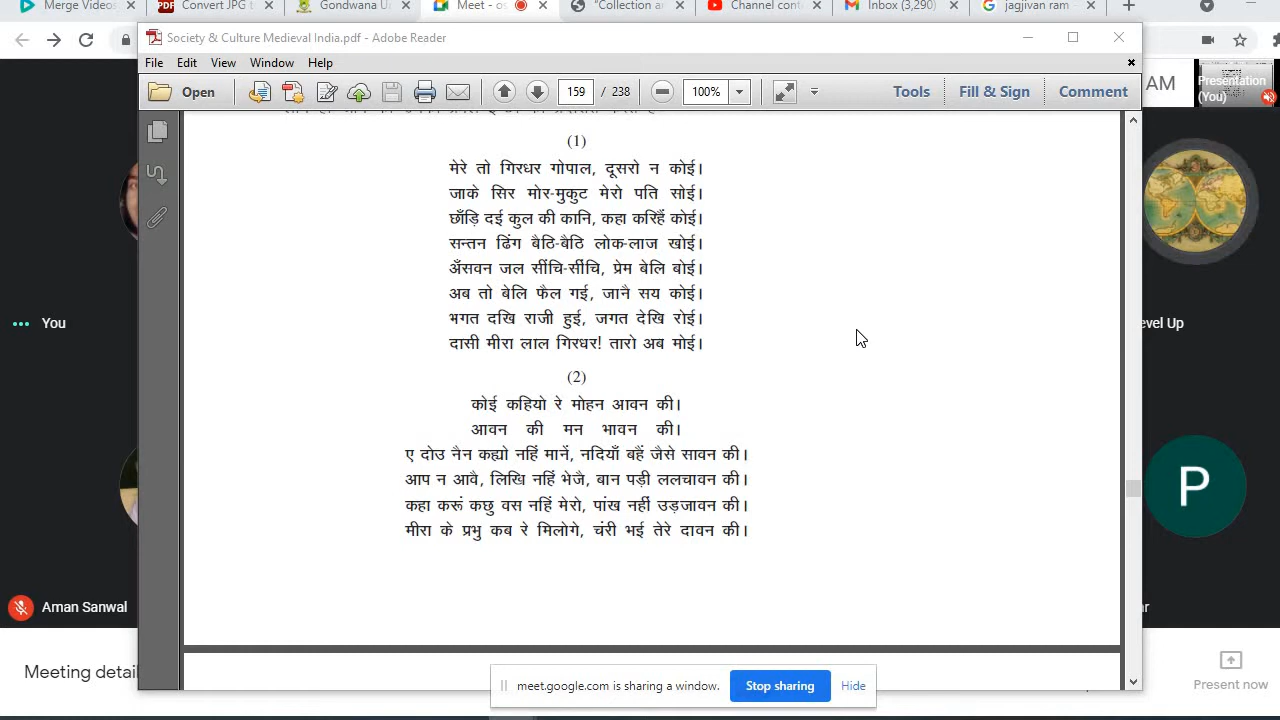 Merge Videos
Convert JPG t
Gondwana U
Meet - os
"Collection a
Channel cont
Inbox (3,290)
jagjivan ram -
Society & Culture Medieval India.pdf - Adobe Reader
File Edit View Window Help
Open 159 / 238 100% Tools Fill & Sign Comment
AM
Presentation
(You)
(1)
मेरे तो गिरधर गोपाल, दूसरो न कोई।
जाके सिर मोर-मुकुट मेरो पति सोई।
छाँड़ि दई कुल की कानि, कहा करिहैं कोई।
सन्तन ढिंग बैठि-बैठि लोक-लाज खोई।
अँसवन जल सींचि-सींचि, प्रेम बेलि बोई।
अब तो बेलि फैल गई, जानै सय कोई।
भगत दखि राजी हुई, जगत देखि रोई।
दासी मीरा लाल गिरधर! तारो अब मोई।
(2)
कोई कहियो रे मोहन आवन की।
आवन की मन भावन की।
ए दोउ नैन कह्यो नहिं मानें, नदियाँ बहैं जैसे सावन की।
आप न आवै, लिखि नहिं भेजै, बान पड़ी ललचावन की।
कहा करूं कछु वस नहिं मेरो, पांख नहीं उड़जावन की।
मीरा के प्रभु कब रे मिलोगे, चंरी भई तेरे दावन की।
You
evel Up
P
Aman Sanwal
ar
Meeting detai
meet.google.com is sharing a window. Stop sharing Hide
Present now